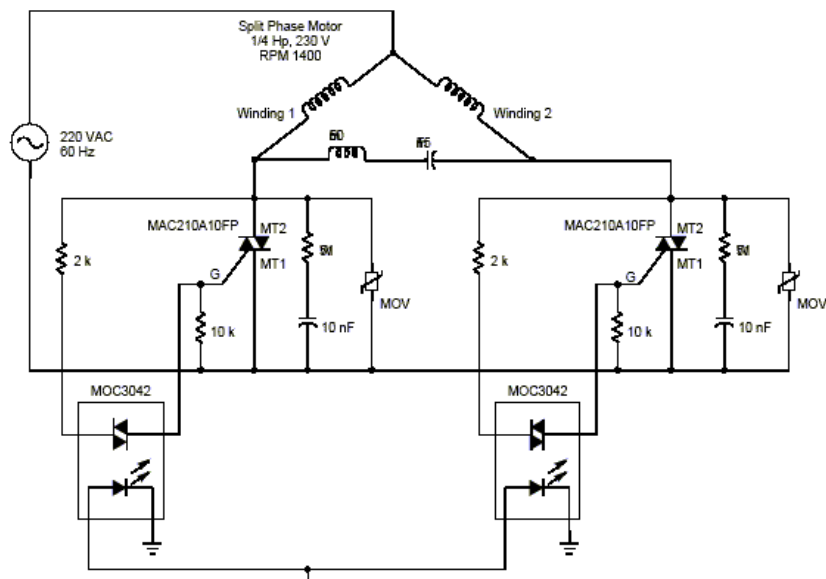 Split Phase Motor
1/4 Hp, 230 V
RPM 1400
Winding 1
Winding 2
220 VAC
60 Hz
MAC210A10FP
MT2
MT1
G
2 k
10 k
10 nF
MOV
MOC3042
MAC210A10FP
MT2
MT1
G
2 k
10 k
10 nF
MOV
MOC3042